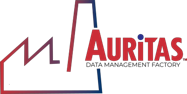 AURITAS™
DATA MANAGEMENT FACTORY